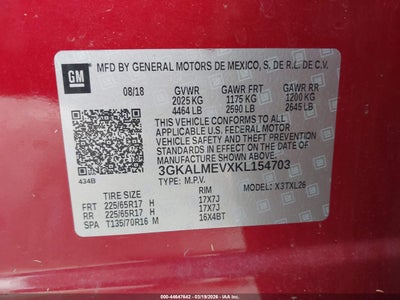 GM
MFD BY GENERAL MOTORS DE MEXICO, S. DE R.L. DE C.V.
08/18 GVWR GAWR FRT GAWR RR
2025 KG 1175 KG 1200 KG
4464 LB 2590 LB 2645 LB
THIS VEHICLE CONFORMS TO ALL
APPLICABLE U.S. FEDERAL MOTOR
VEHICLE SAFETY AND THEFT PREVENTION
STANDARDS IN EFFECT ON THE DATE OF
MANUFACTURE SHOWN ABOVE.
3GKALMEVXKL154703
434B TYPE: M.P.V. MODEL: X3TXL26
TIRE SIZE RIM
FRT 225/65R17 H 17X7J
RR 225/65R17 H 17X7J
SPA T135/70R16 M 16X4BT
IAA 000-44647642 | 03/19/2026 - IAAI.COM